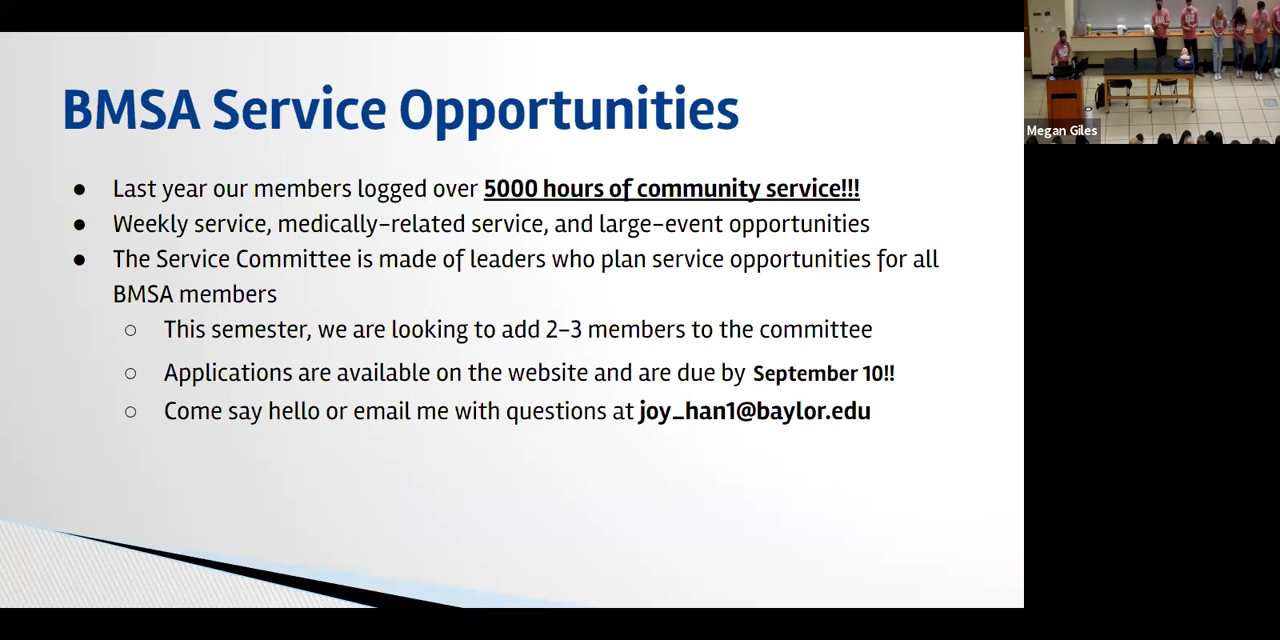 BMSA Service Opportunities
● Last year our members logged over 5000 hours of community service!!!
● Weekly service, medically-related service, and large-event opportunities
● The Service Committee is made of leaders who plan service opportunities for all
BMSA members
○ This semester, we are looking to add 2-3 members to the committee
○ Applications are available on the website and are due by September 10!!
○ Come say hello or email me with questions at joy_han1@baylor.edu
Megan Giles